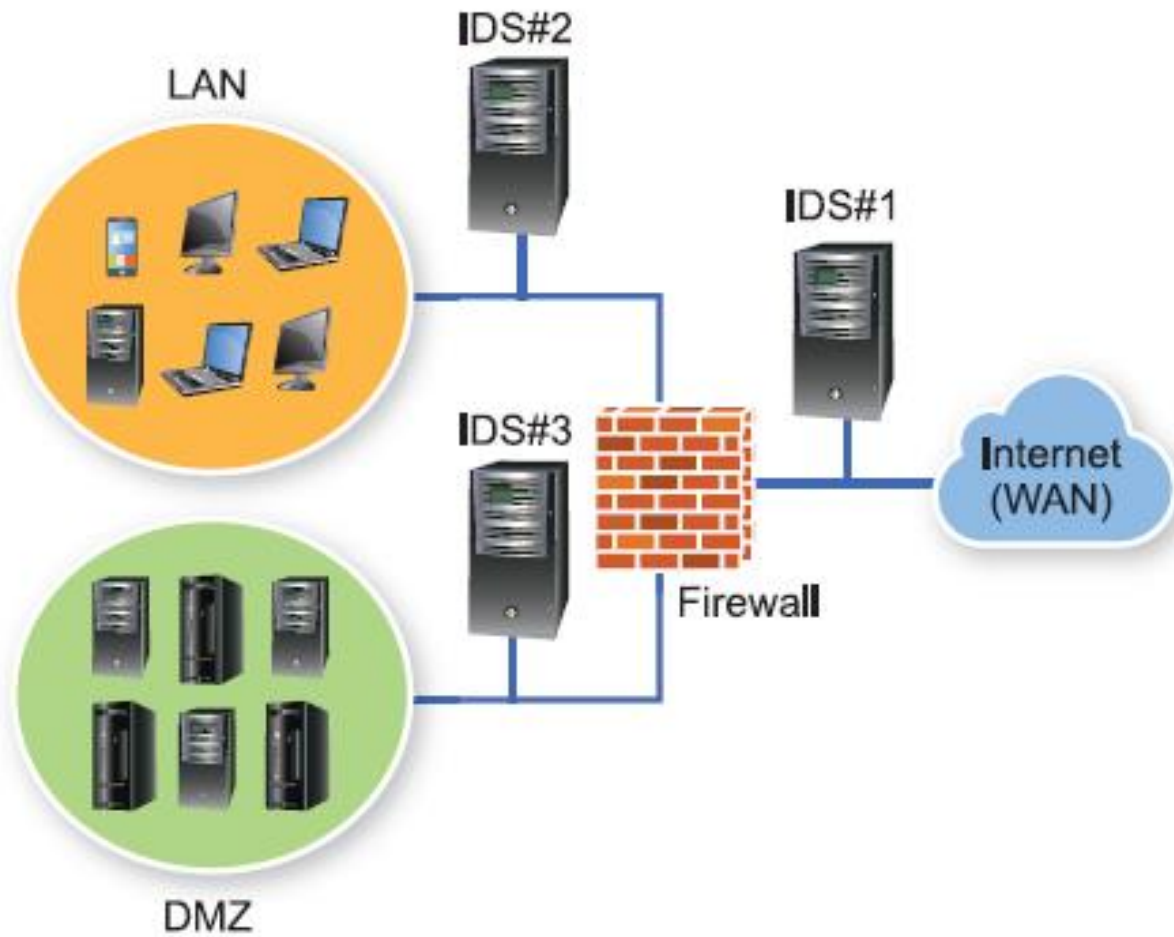 IDS#2
LAN
IDS#1
IDS#3
Internet
(WAN)
Firewall
DMZ